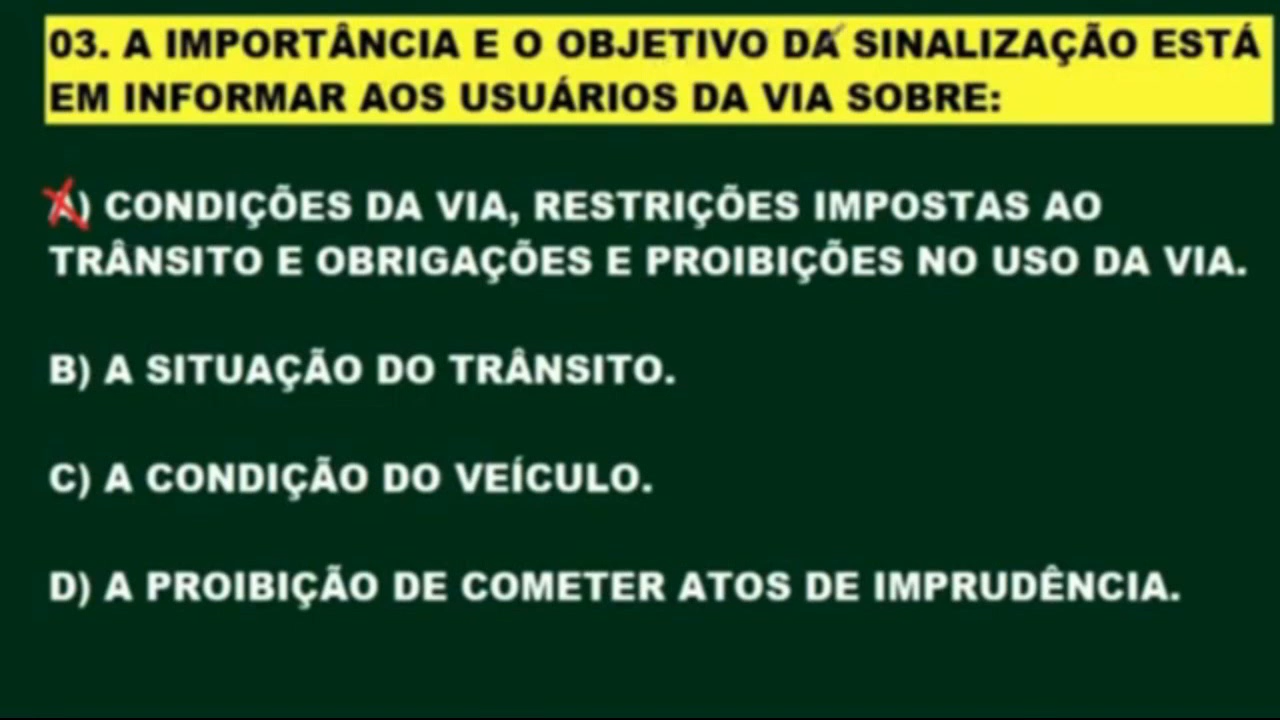 03. A IMPORTÂNCIA E O OBJETIVO DA SINALIZAÇÃO ESTÁ
EM INFORMAR AOS USUÁRIOS DA VIA SOBRE:
A) CONDIÇÕES DA VIA, RESTRIÇÕES IMPOSTAS AO
TRÂNSITO E OBRIGAÇÕES E PROIBIÇÕES NO USO DA VIA.
B) A SITUAÇÃO DO TRÂNSITO.
C) A CONDIÇÃO DO VEÍCULO.
D) A PROIBIÇÃO DE COMETER ATOS DE IMPRUDÊNCIA.